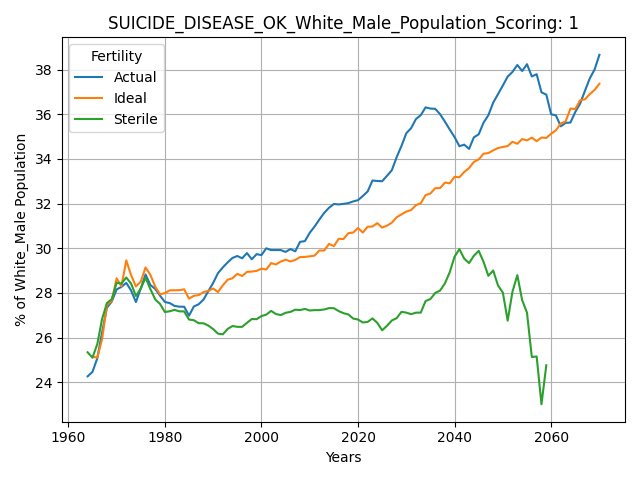 SUICIDE_DISEASE_OK_White_Male_Population_Scoring: 1
Fertility
Actual
Ideal
Sterile
% of White_Male Population
38
36
34
32
30
28
26
24
1960 1980 2000 2020 2040 2060
Years